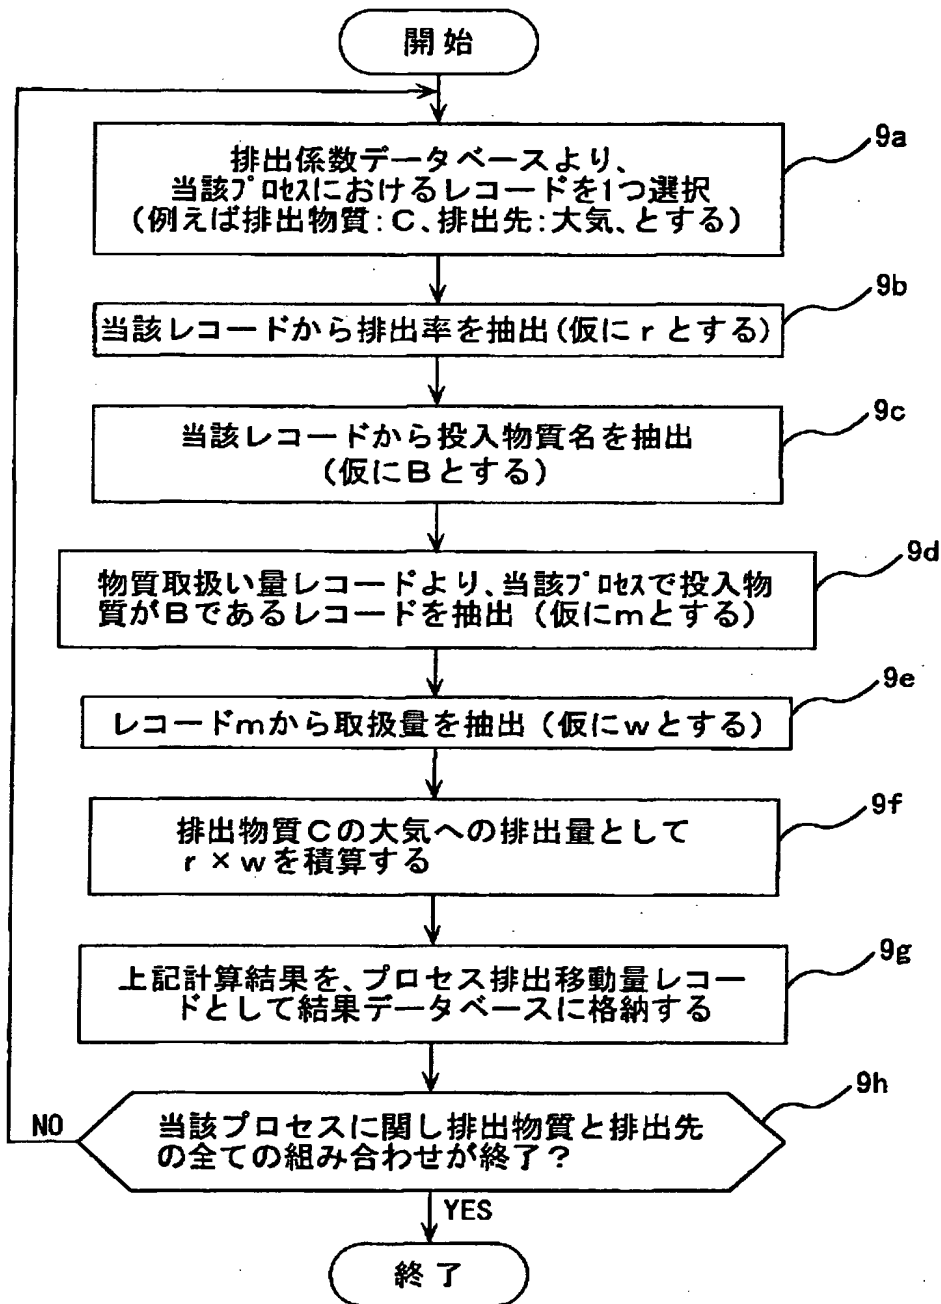 開始
排出係数データベースより、
当該プロセスにおけるレコードを1つ選択
(例えば排出物質:C、排出先:大気、とする)
9a
当該レコードから排出率を抽出(仮にrとする)
9b
当該レコードから投入物質名を抽出
(仮にBとする)
9c
物質取扱い量レコードより、当該プロセスで投入物
質がBであるレコードを抽出(仮にmとする)
9d
レコードmから取扱量を抽出(仮にwとする)
9e
排出物質Cの大気への排出量として
r×wを積算する
9f
上記計算結果を、プロセス排出移動量レコー
ドとして結果データベースに格納する
9g
当該プロセスに関し排出物質と排出先
の全ての組み合わせが終了?
9h
NO
YES
終了